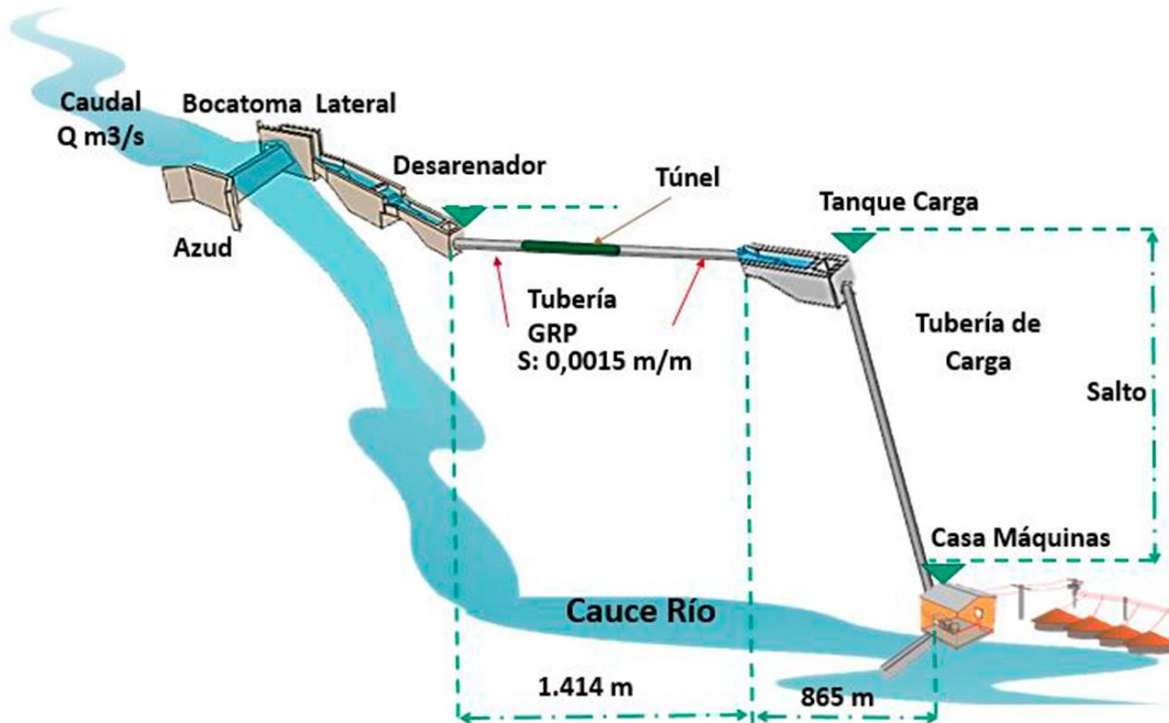 Caudal
Q m3/s
Bocatoma
Lateral
Desarenador
Túnel
Tanque Carga
Azud
Tubería
GRP
S: 0,0015 m/m
Tubería de
Carga
Salto
Casa Máquinas
Cauce Río
1.414 m
865 m